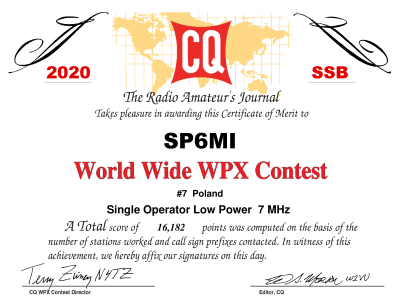 2020
CQ
SSB
The Radio Amateur's Journal
Takes pleasure in awarding this Certificate of Merit to
SP6MI
World Wide WPX Contest
#7 Poland
Single Operator Low Power 7 MHz
A Total score of 16,182 points was computed on the basis of the
number of stations worked and call sign prefixes contacted. In witness of this
achievement, we hereby affix our signatures on this day.
Terry Zivney N4TZ
W2VU
CQ WPX Contest Director
Editor, CQ